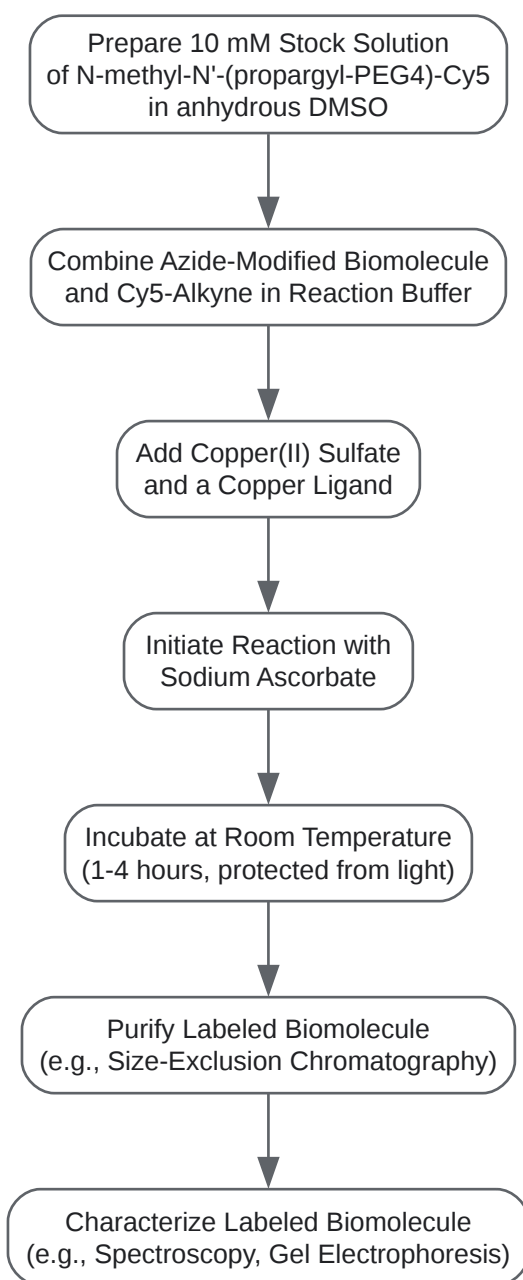 Prepare 10 mM Stock Solution
of N-methyl-N'-(propargyl-PEG4)-Cy5
in anhydrous DMSO
Combine Azide-Modified Biomolecule
and Cy5-Alkyne in Reaction Buffer
Add Copper(II) Sulfate
and a Copper Ligand
Initiate Reaction with
Sodium Ascorbate
Incubate at Room Temperature
(1-4 hours, protected from light)
Purify Labeled Biomolecule
(e.g., Size-Exclusion Chromatography)
Characterize Labeled Biomolecule
(e.g., Spectroscopy, Gel Electrophoresis)